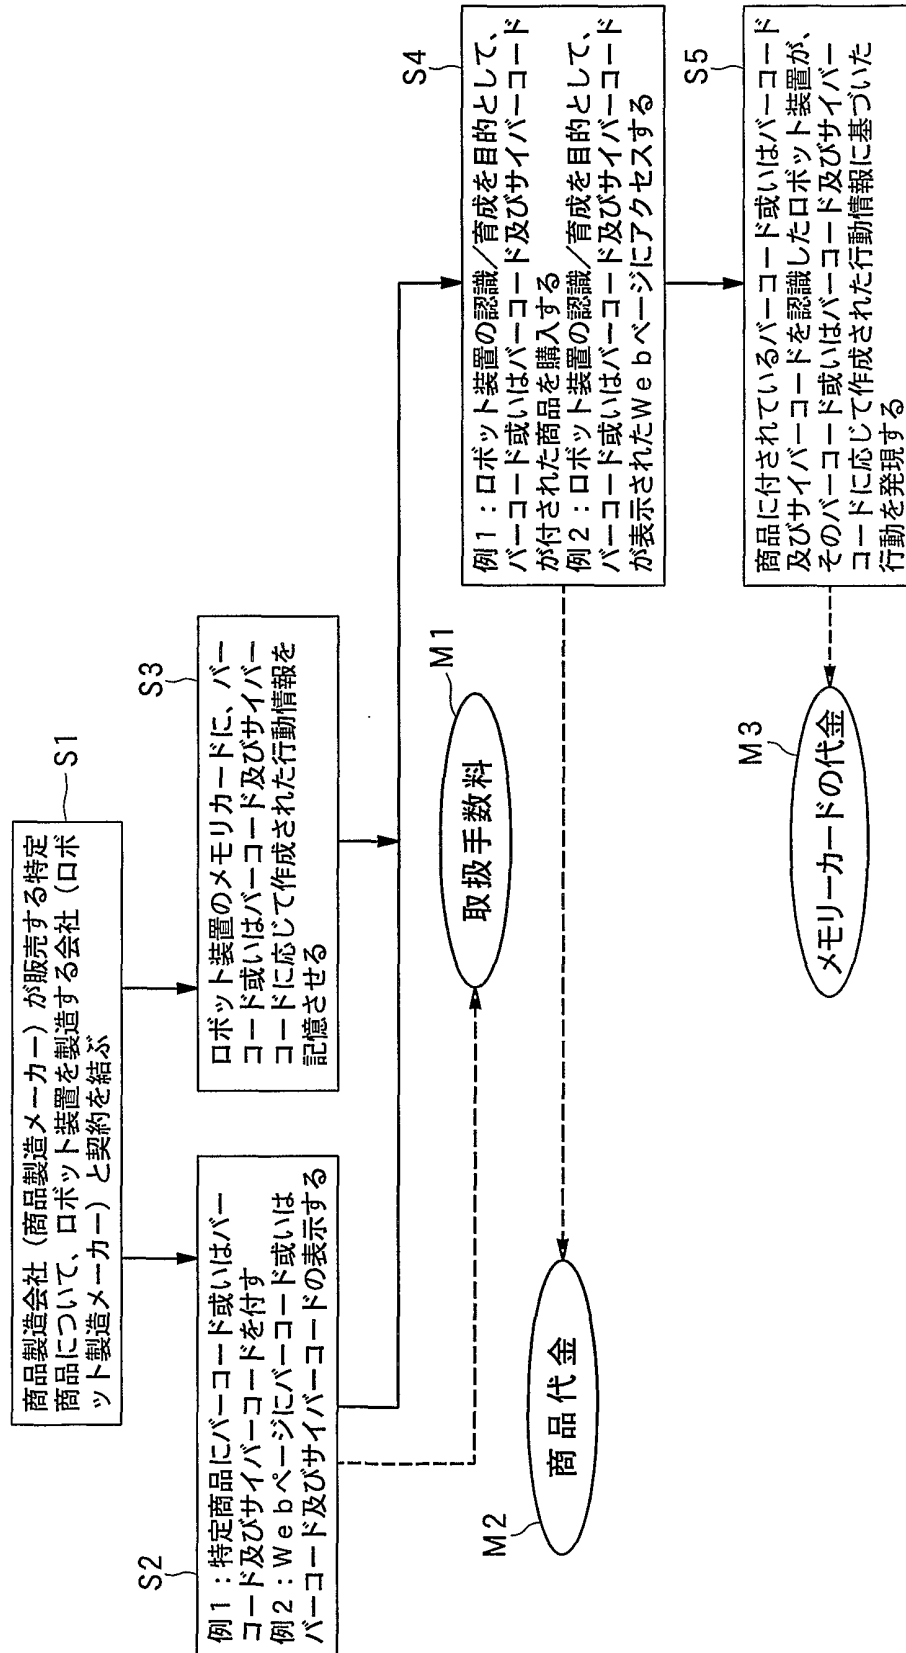 S1
商品製造会社（商品製造メーカー）が販売する特定
商品について、ロボット装置を製造する会社（ロボ
ット製造メーカー）と契約を結ぶ
S2
例１：特定商品にバーコード或いはバー
コード及びサイバーコードを付す
例２：Ｗｅｂページにバーコード或いは
バーコード及びサイバーコードの表示する
S3
ロボット装置のメモリカードに、バー
コード或いはバーコード及びサイバー
コードに応じて作成された行動情報を
記憶させる
M1
取扱手数料
S4
例１：ロボット装置の認識／育成を目的として、
バーコード或いはバーコード及びサイバーコード
が付された商品を購入する
例２：ロボット装置の認識／育成を目的として、
バーコード或いはバーコード及びサイバーコード
が表示されたＷｅｂページにアクセスする
M2
商品代金
S5
商品に付されているバーコード或いはバーコード
及びサイバーコードを認識したロボット装置が、
そのバーコード或いはバーコード及びサイバー
コードに応じて作成された行動情報に基づいた
行動を発現する
M3
メモリーカードの代金